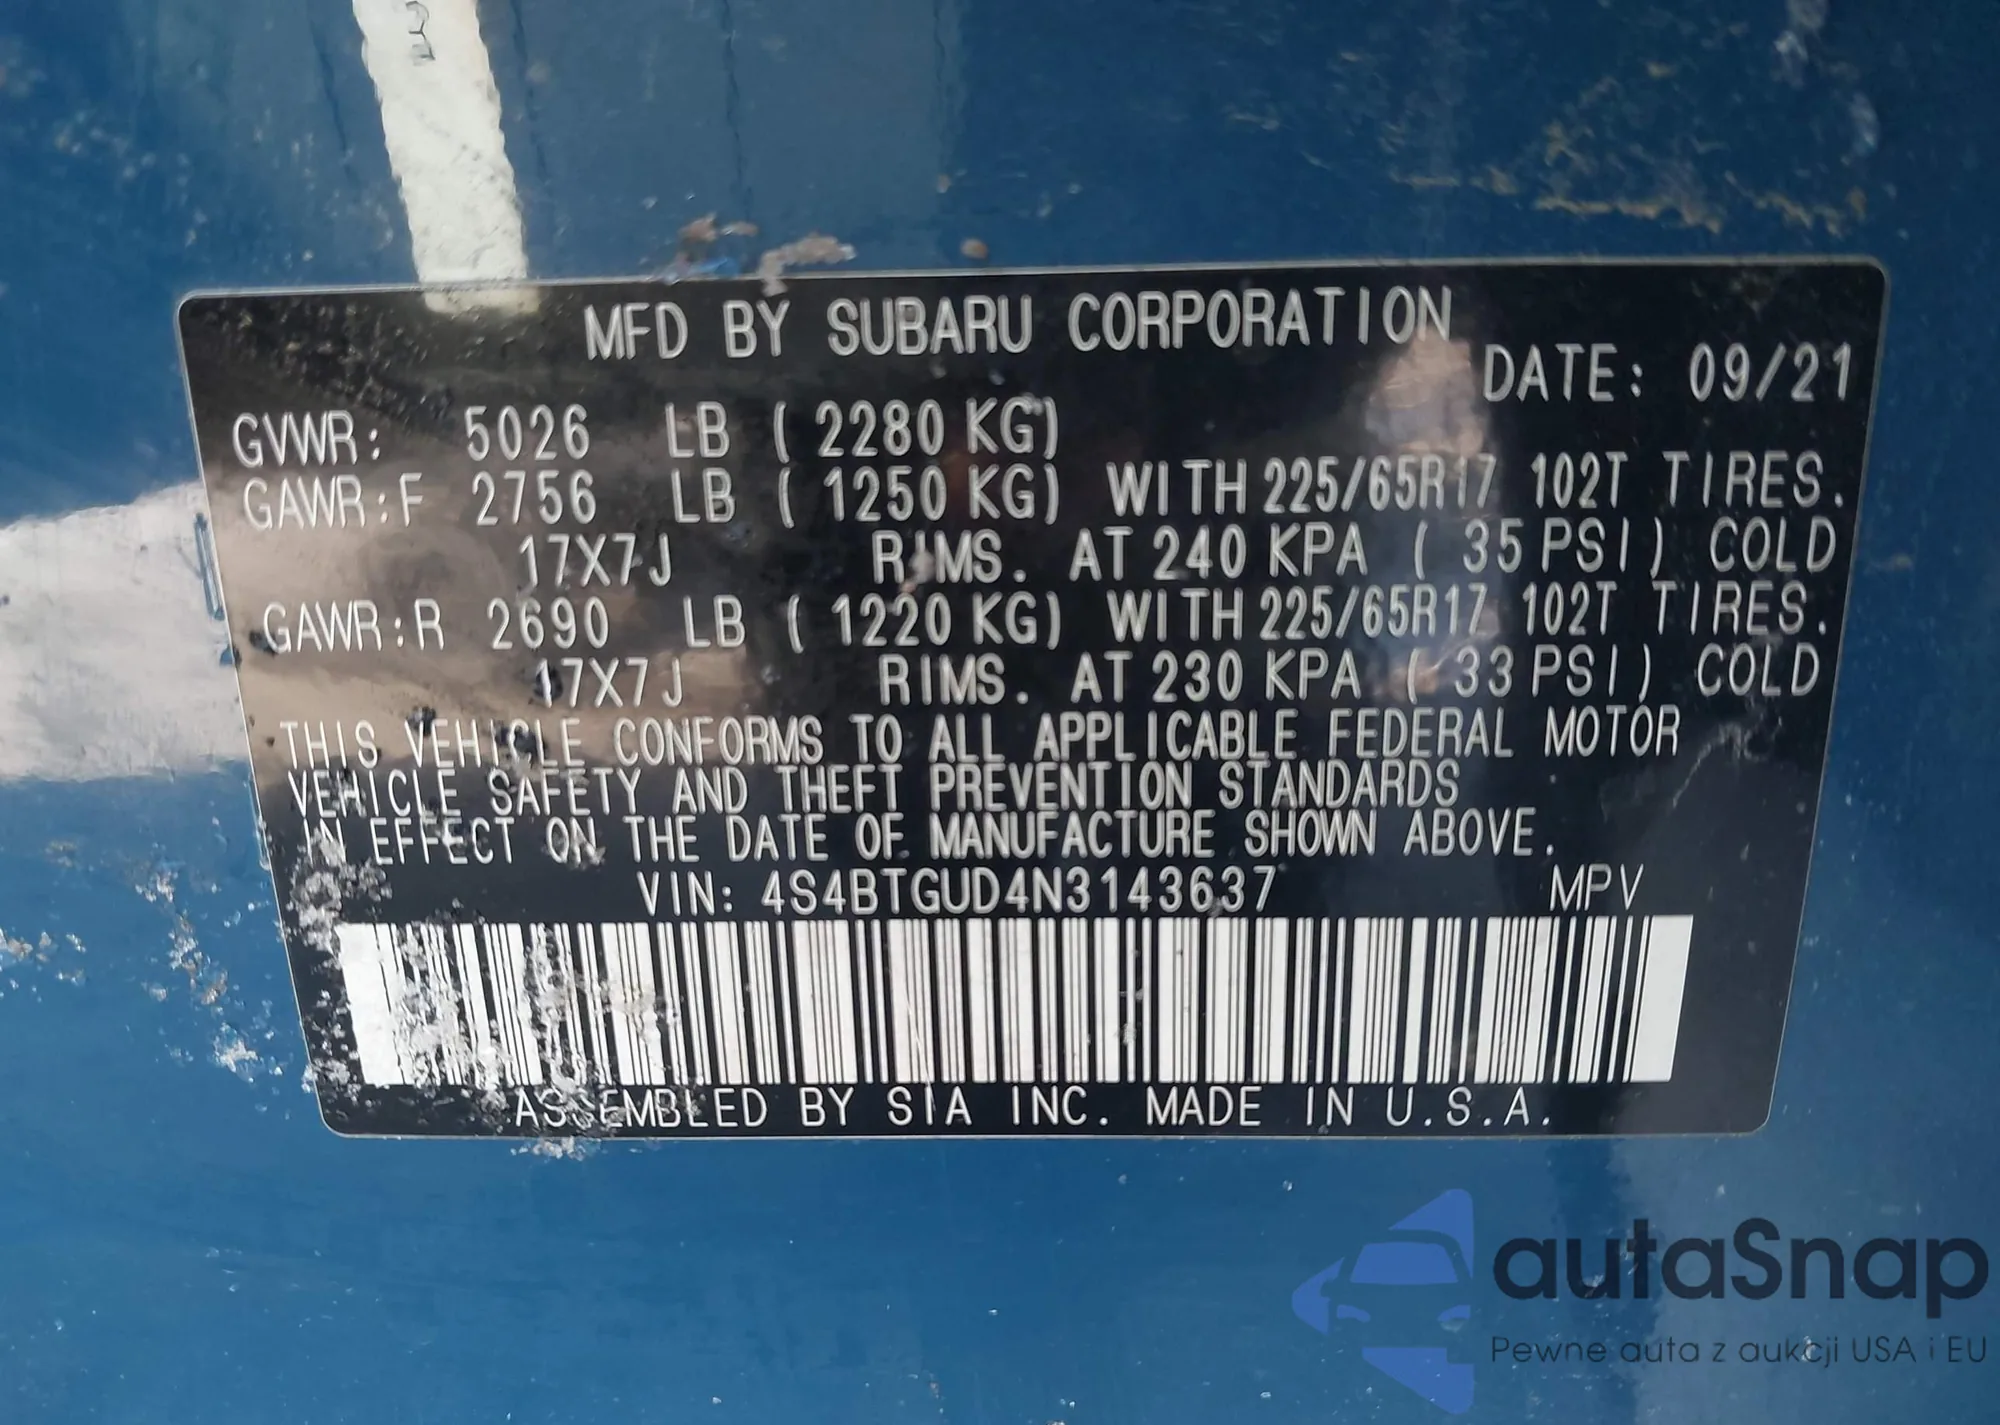 MFD BY SUBARU CORPORATION
DATE: 09/21
GVWR: 5026 LB ( 2280 KG)
GAWR:F 2756 LB ( 1250 KG) WITH 225/65R17 102T TIRES.
17X7J RIMS. AT 240 KPA ( 35 PSI) COLD
GAWR:R 2690 LB ( 1220 KG) WITH 225/65R17 102T TIRES.
17X7J RIMS. AT 230 KPA ( 33 PSI) COLD
THIS VEHICLE CONFORMS TO ALL APPLICABLE FEDERAL MOTOR
VEHICLE SAFETY AND THEFT PREVENTION STANDARDS
IN EFFECT ON THE DATE OF MANUFACTURE SHOWN ABOVE.
VIN: 4S4BTGUD4N3143637 MPV
ASSEMBLED BY SIA INC. MADE IN U.S.A.
autaSnap
Pewne auta z aukcji USA i EU